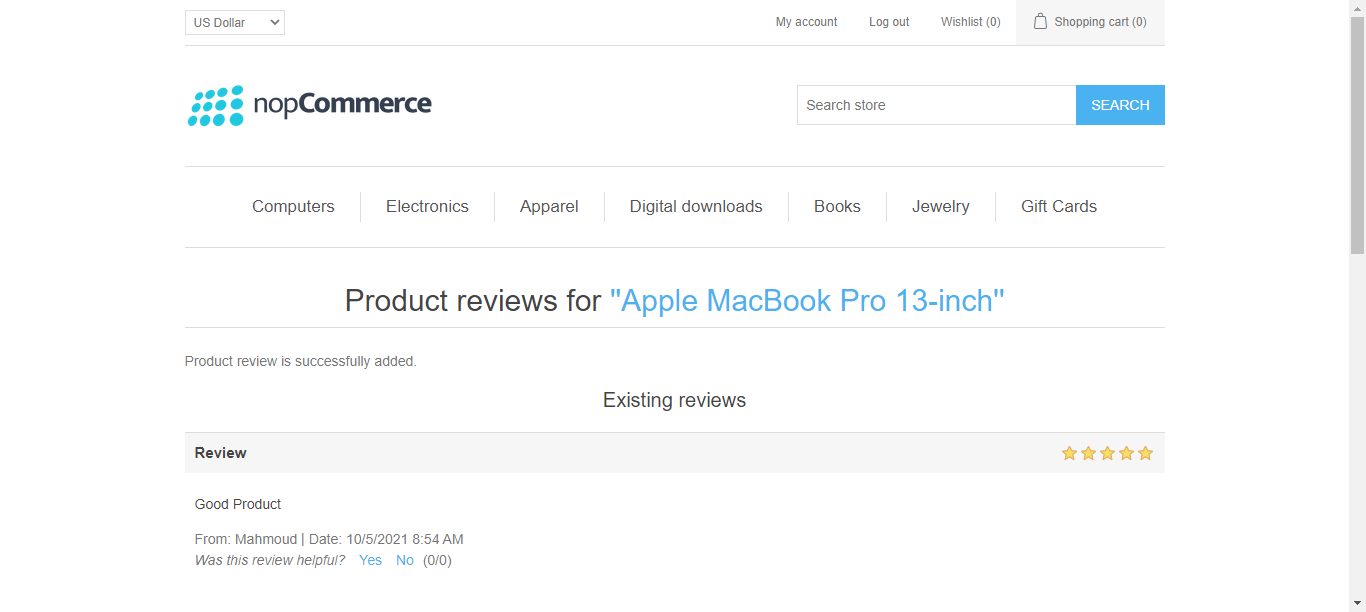 US Dollar My account Log out Wishlist (0) Shopping cart (0)
nopCommerce Search store SEARCH
Computers Electronics Apparel Digital downloads Books Jewelry Gift Cards
Product reviews for "Apple MacBook Pro 13-inch"
Product review is successfully added.
Existing reviews
Review
Good Product
From: Mahmoud | Date: 10/5/2021 8:54 AM
Was this review helpful? Yes No (0/0)